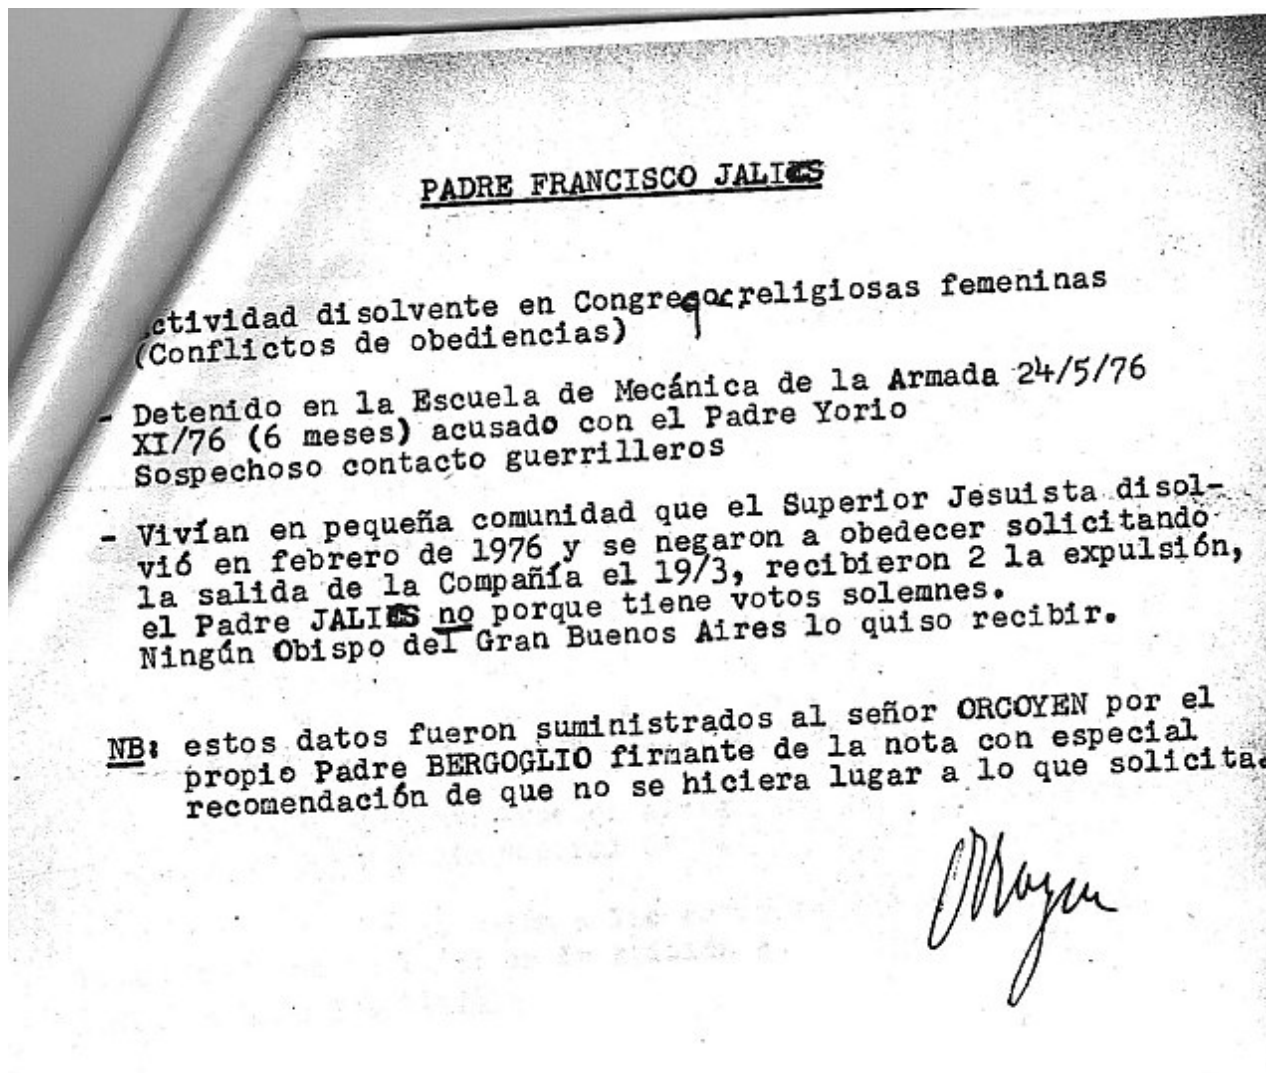 PADRE FRANCISCO JALICS
ctividad disolvente en Congregac religiosas femeninas
(Conflictos de obediencias)
- Detenido en la Escuela de Mecánica de la Armada 24/5/76
XI/76 (6 meses) acusado con el Padre Yorio
Sospechoso contacto guerrilleros
- Vivían en pequeña comunidad que el Superior Jesuista disol-
vió en febrero de 1976 y se negaron a obedecer solicitando
la salida de la Compañía el 19/3, recibieron 2 la expulsión,
el Padre JALICS no porque tiene votos solemnes.
Ningún Obispo del Gran Buenos Aires lo quiso recibir.
NB: estos datos fueron suministrados al señor ORCOYEN por el
propio Padre BERGOGLIO firmante de la nota con especial
recomendación de que no se hiciera lugar a lo que solicita.
Orcoyen